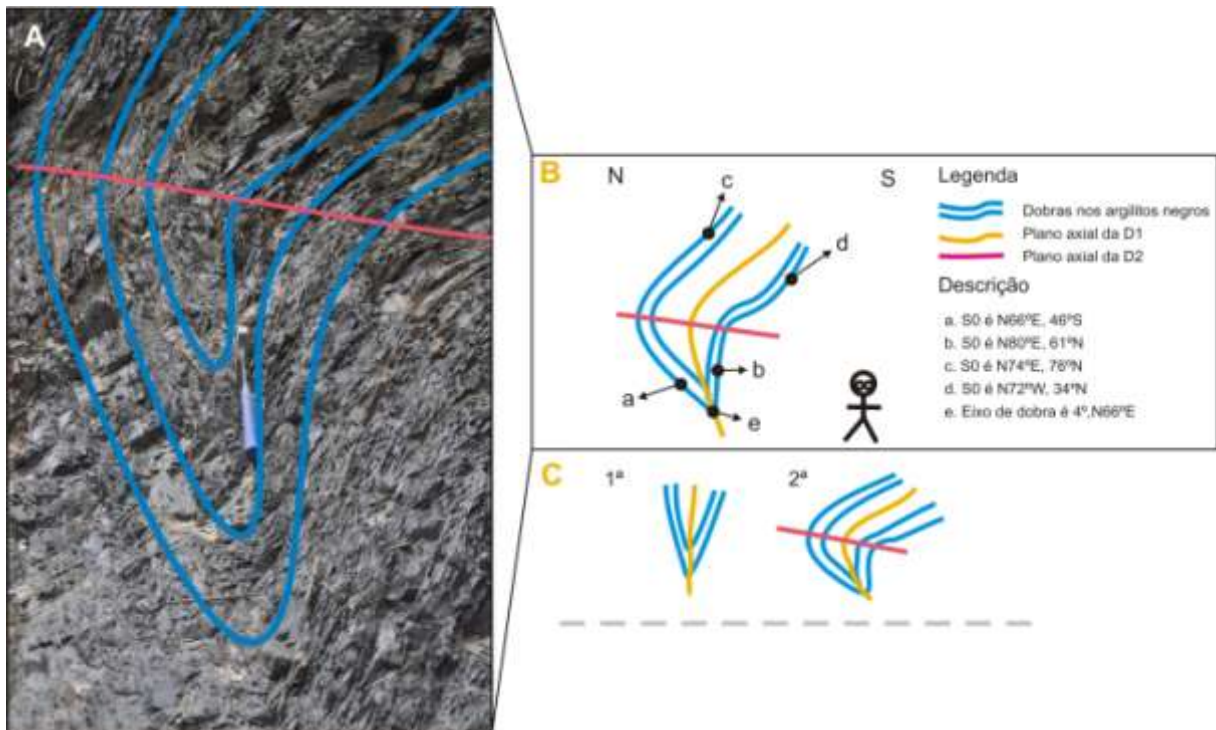 A
B
N
S
c
d
b
a
e
Legenda
Dobras nos argilitos negros
Plano axial da D1
Plano axial da D2
Descrição
a. S0 é N66ºE, 46ºS
b. S0 é N80ºE, 61ºN
c. S0 é N74ºE, 76ºN
d. S0 é N72ºW, 34ºN
e. Eixo de dobra é 4º,N66ºE
C
1ª
2ª